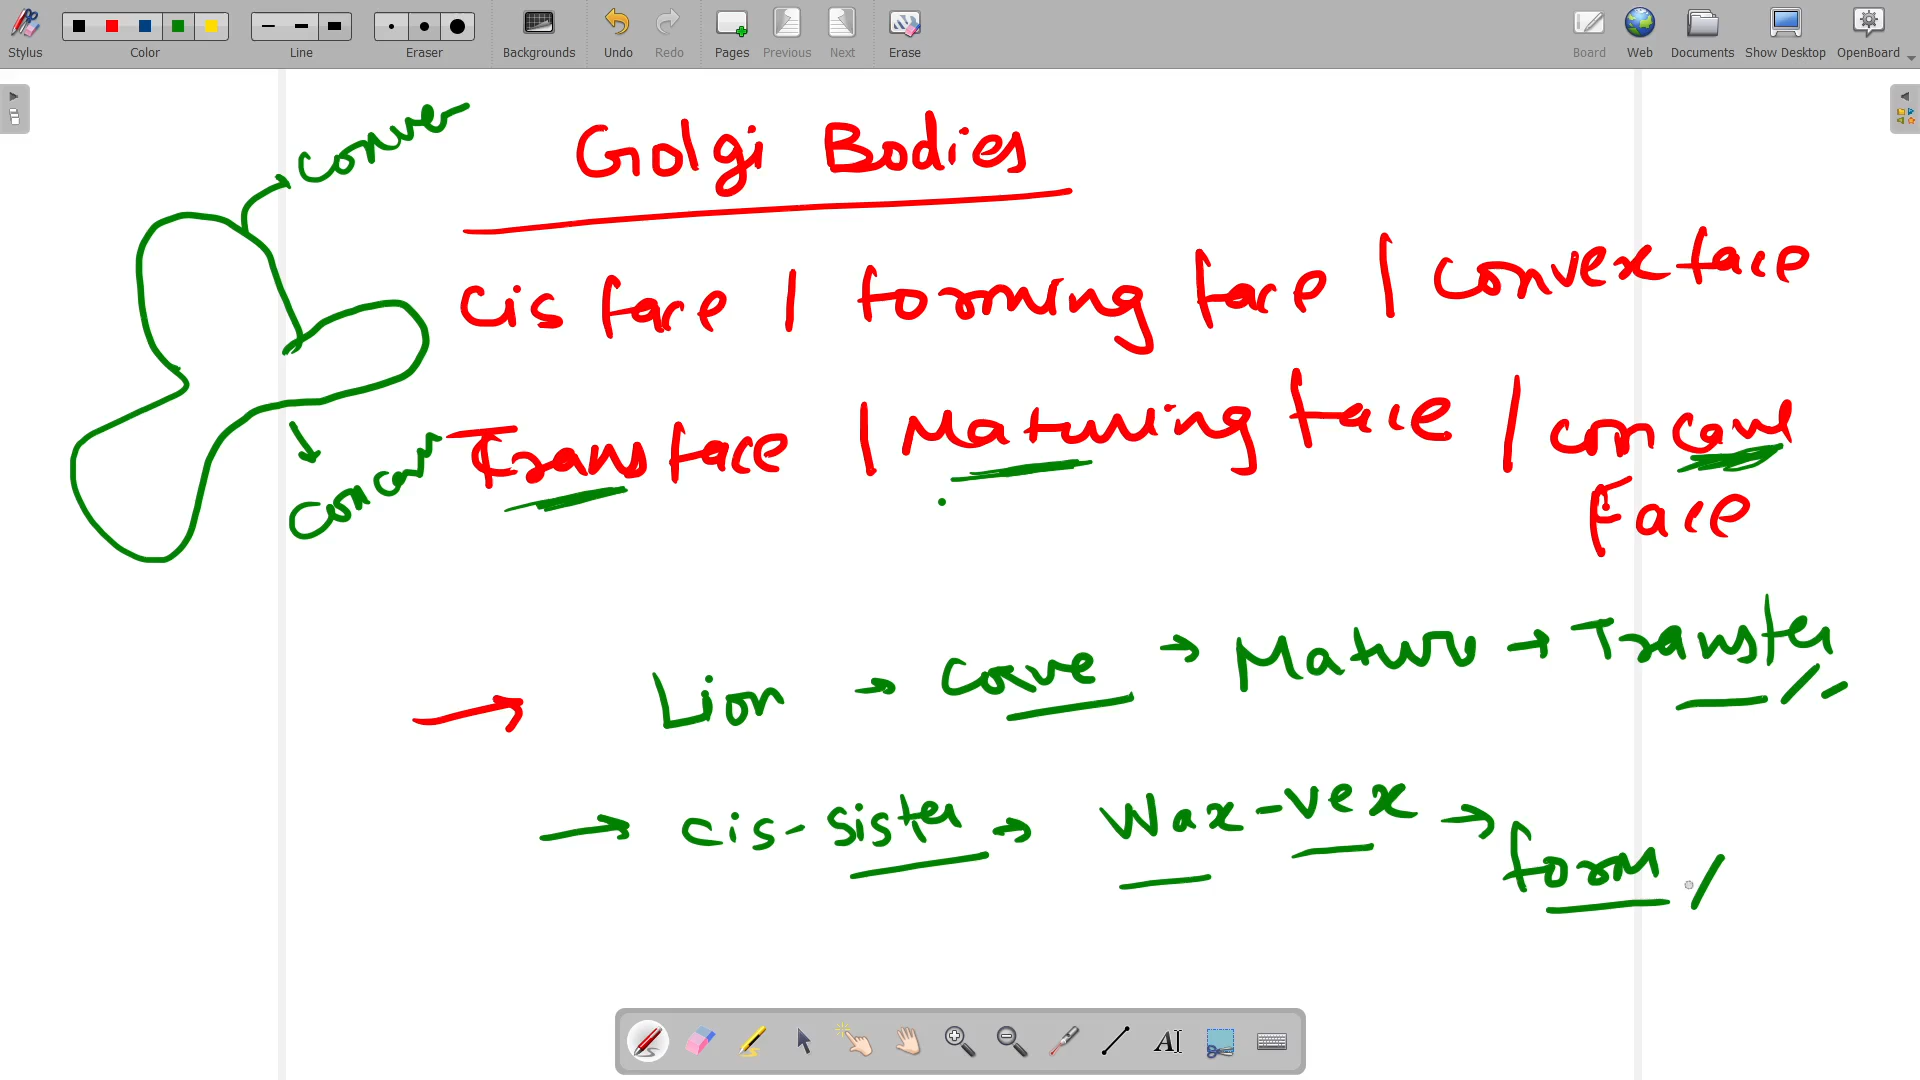 Stylus Color Line Eraser Backgrounds Undo Redo Pages Previous Next Erase Board Web Documents Show Desktop OpenBoard
Golgi Bodies
Cis face | forming face | convex face
Trans face | Maturing face | concave
Face
Lion → Cave → Mature → Transfer
→ Cis - Sister → Wax - vex →
form